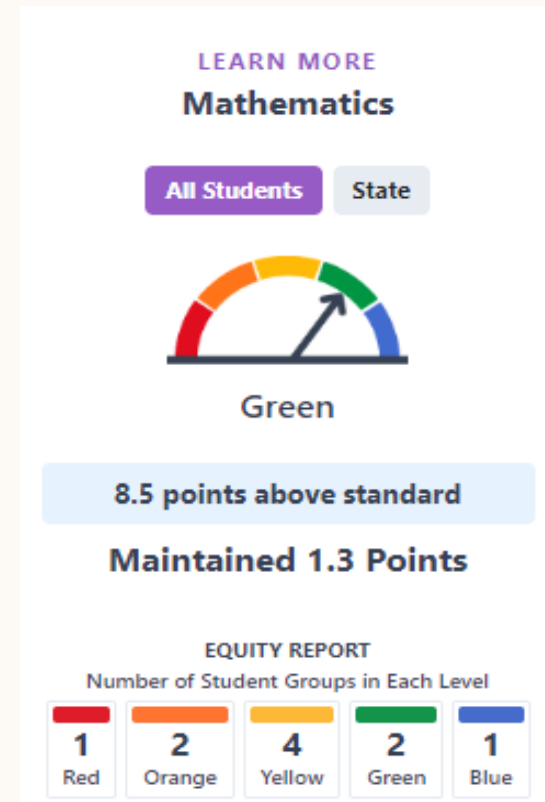 LEARN MORE
Mathematics
All Students State
Green
8.5 points above standard
Maintained 1.3 Points
EQUITY REPORT
Number of Student Groups in Each Level
1 2 4 2 1
Red Orange Yellow Green Blue